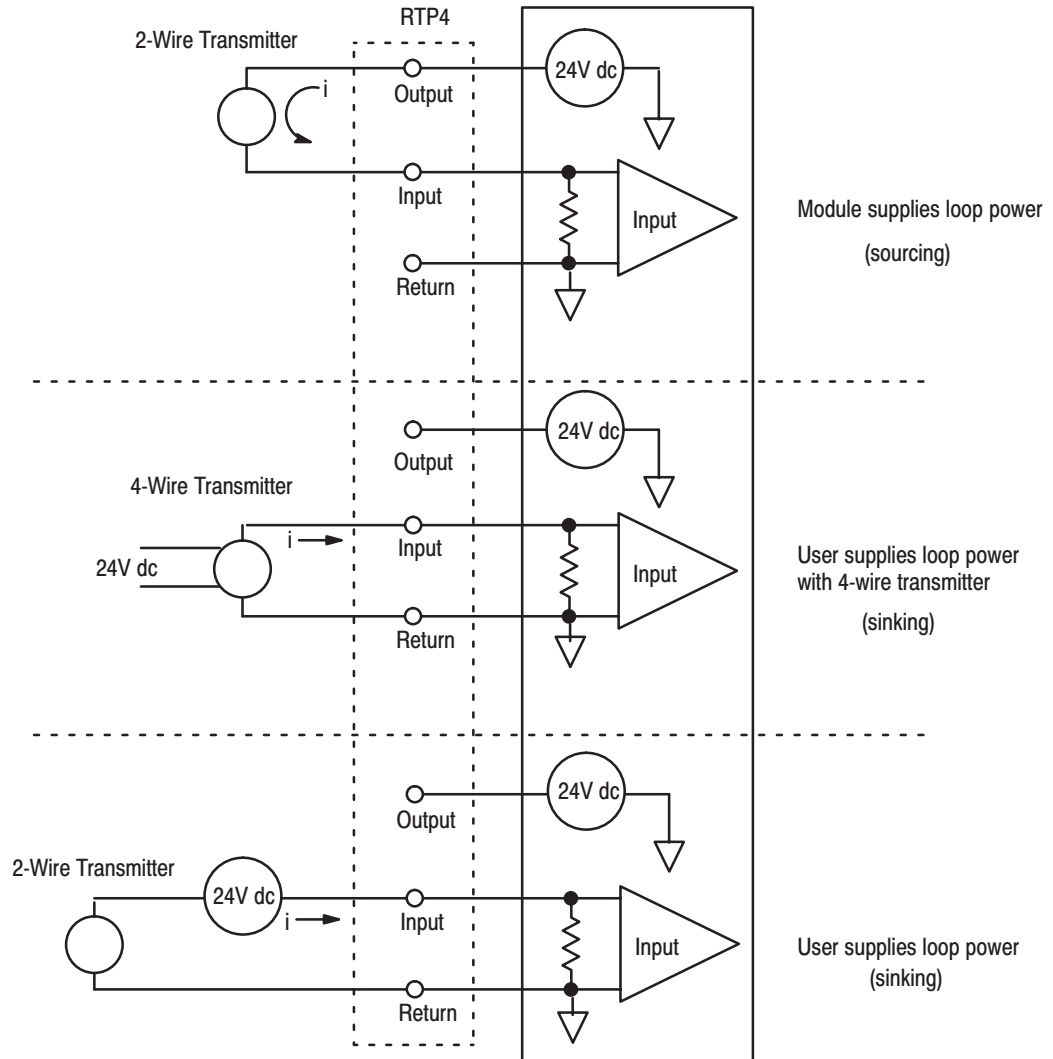 RTP4
2-Wire Transmitter
24V dc
i
Output
Input
Input
Return
Module supplies loop power
(sourcing)
24V dc
Output
4-Wire Transmitter
i
Input
24V dc
Input
Return
User supplies loop power
with 4-wire transmitter
(sinking)
24V dc
Output
2-Wire Transmitter
24V dc
i
Input
Input
Return
User supplies loop power
(sinking)